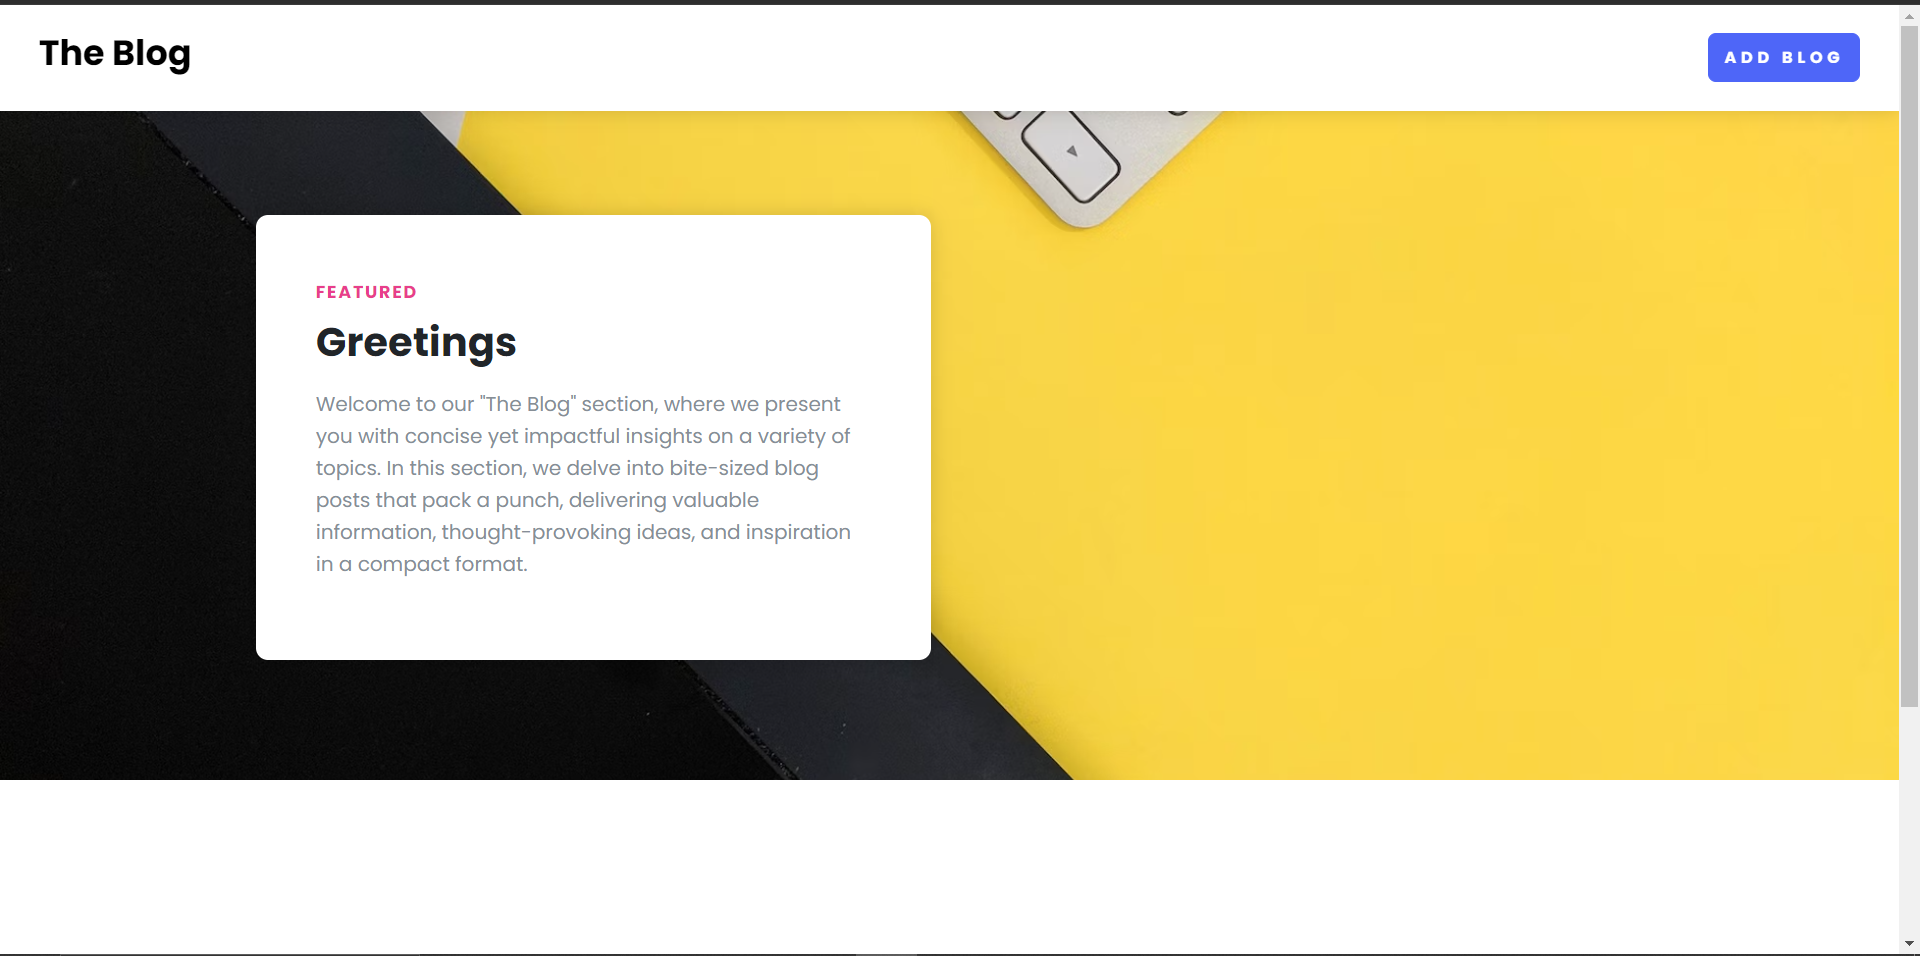 The Blog
ADD BLOG
FEATURED
Greetings
Welcome to our "The Blog" section, where we present
you with concise yet impactful insights on a variety of
topics. In this section, we delve into bite-sized blog
posts that pack a punch, delivering valuable
information, thought-provoking ideas, and inspiration
in a compact format.